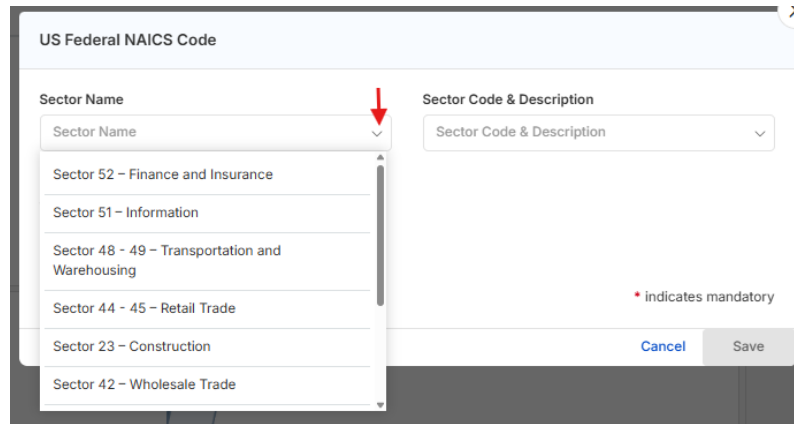 US Federal NAICS Code
Sector Name
Sector Code & Description
Sector Name
Sector Code & Description
Sector 52 – Finance and Insurance
Sector 51 – Information
Sector 48 - 49 – Transportation and
Warehousing
Sector 44 - 45 – Retail Trade
* indicates mandatory
Sector 23 – Construction
Cancel
Save
Sector 42 – Wholesale Trade